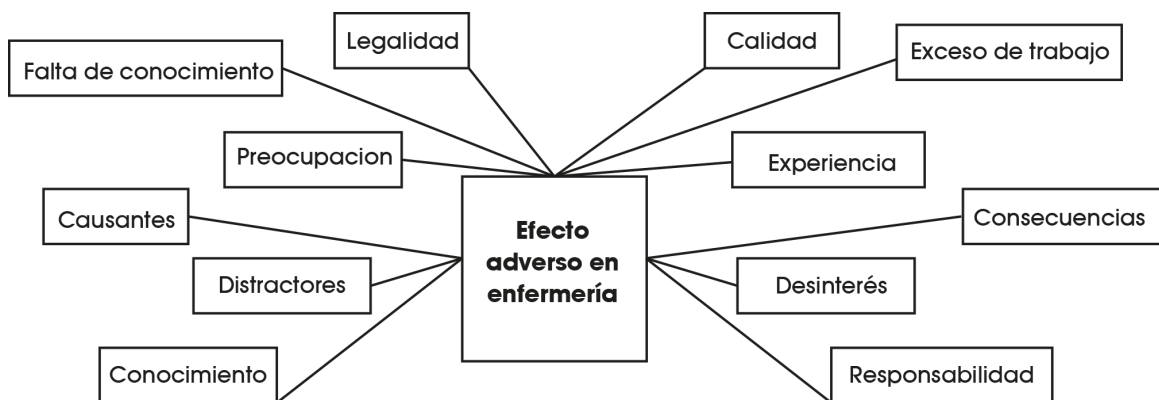 Legalidad
Calidad
Exceso de trabajo
Falta de conocimiento
Preocupacion
Experiencia
Causantes
Efecto
adverso en
enfermería
Consecuencias
Distractores
Desinterés
Conocimiento
Responsabilidad